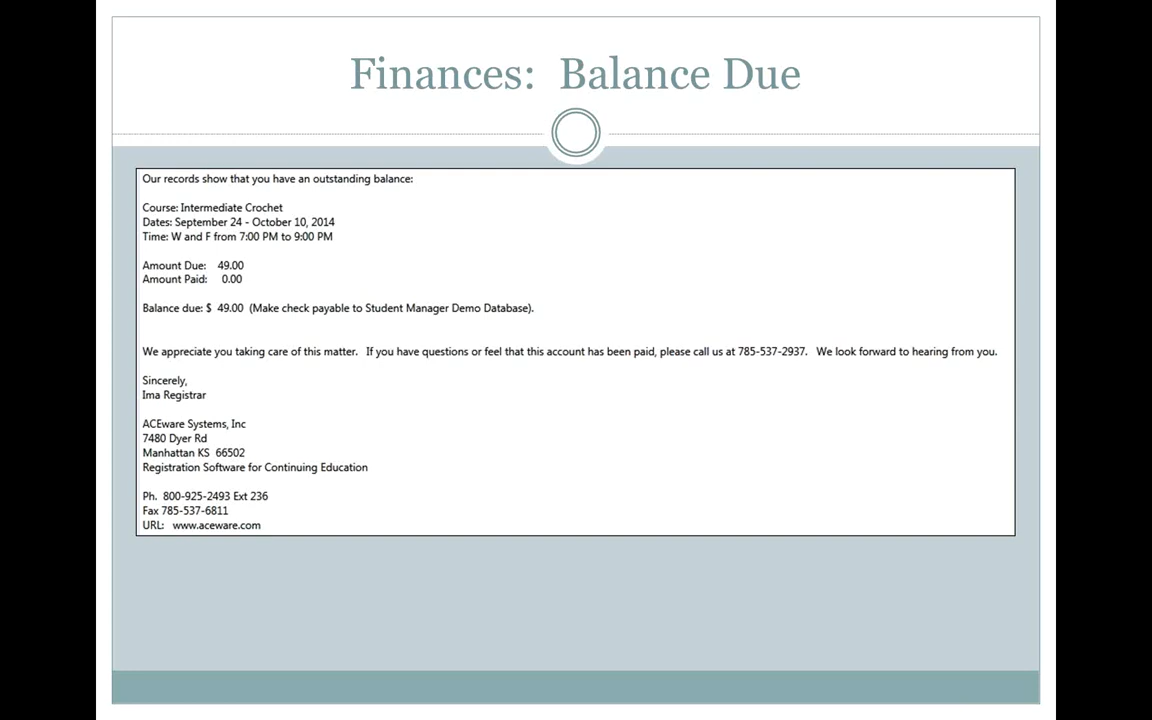 Finances: Balance Due
Our records show that you have an outstanding balance:
Course: Intermediate Crochet
Dates: September 24 - October 10, 2014
Time: W and F from 7:00 PM to 9:00 PM
Amount Due: 49.00
Amount Paid: 0.00
Balance due: $ 49.00 (Make check payable to Student Manager Demo Database).
We appreciate you taking care of this matter. If you have questions or feel that this account has been paid, please call us at 785-537-2937. We look forward to hearing from you.
Sincerely,
Ima Registrar
ACEware Systems, Inc
7480 Dyer Rd
Manhattan KS 66502
Registration Software for Continuing Education
Ph. 800-925-2493 Ext 236
Fax 785-537-6811
URL: www.aceware.com